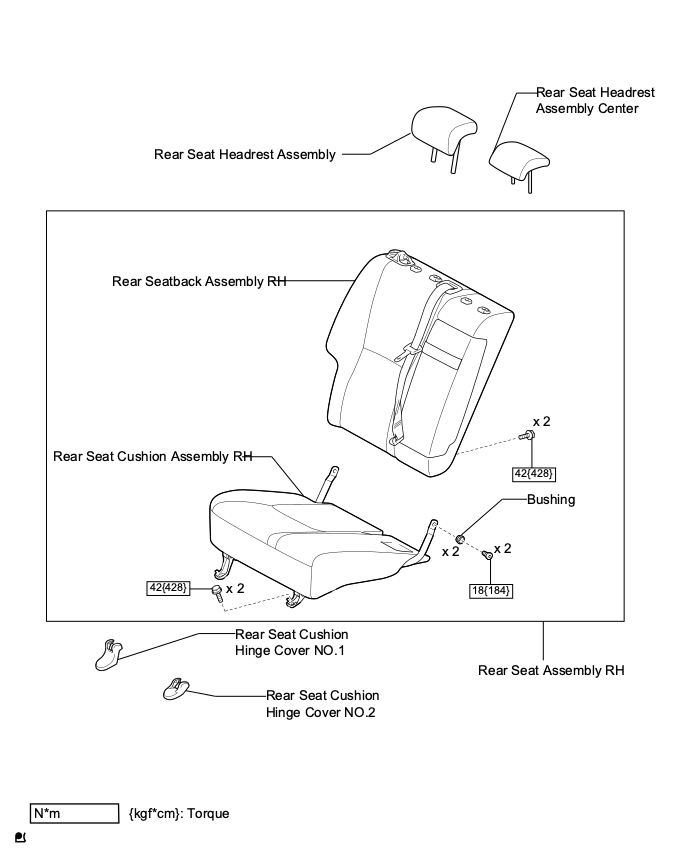 Rear Seat Headrest
Assembly Center
Rear Seat Headrest Assembly
Rear Seatback Assembly RH
x 2
42{428}
Rear Seat Cushion Assembly RH
Bushing
x 2
x 2
18{184}
42{428}
x 2
Rear Seat Cushion
Hinge Cover NO.1
Rear Seat Assembly RH
Rear Seat Cushion
Hinge Cover NO.2
N*m
{kgf*cm}: Torque